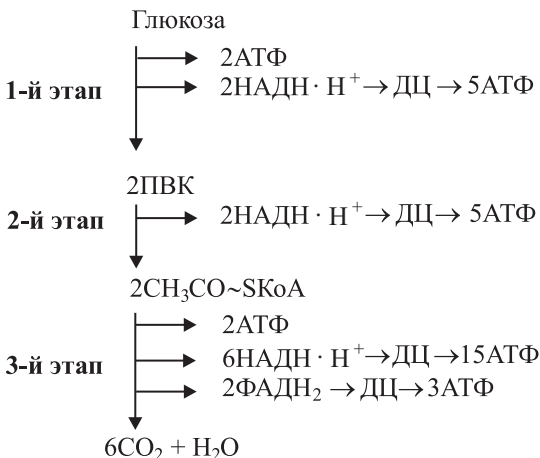 Глюкоза
2АТФ
1-й этап 2НАДН · H⁺ → ДЦ → 5АТФ
2ПВК
2-й этап 2НАДН · H⁺ → ДЦ → 5АТФ
2CH₃CO~SKoA
2АТФ
3-й этап 6НАДН · H⁺ → ДЦ → 15АТФ
2ФАДН₂ → ДЦ → 3АТФ
6CO₂ + H₂O